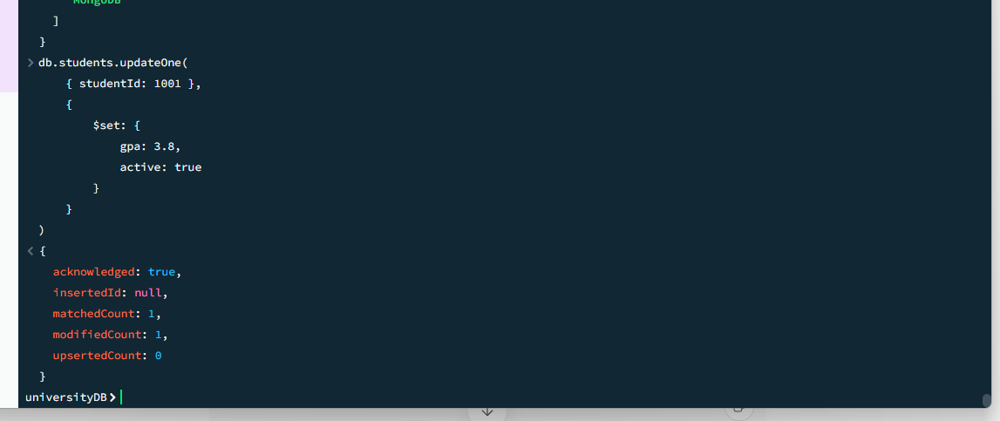 "MongoDB"
]
}
> db.students.updateOne(
{ studentId: 1001 },
{
$set: {
gpa: 3.8,
active: true
}
}
)
< {
acknowledged: true,
insertedId: null,
matchedCount: 1,
modifiedCount: 1,
upsertedCount: 0
}
universityDB>